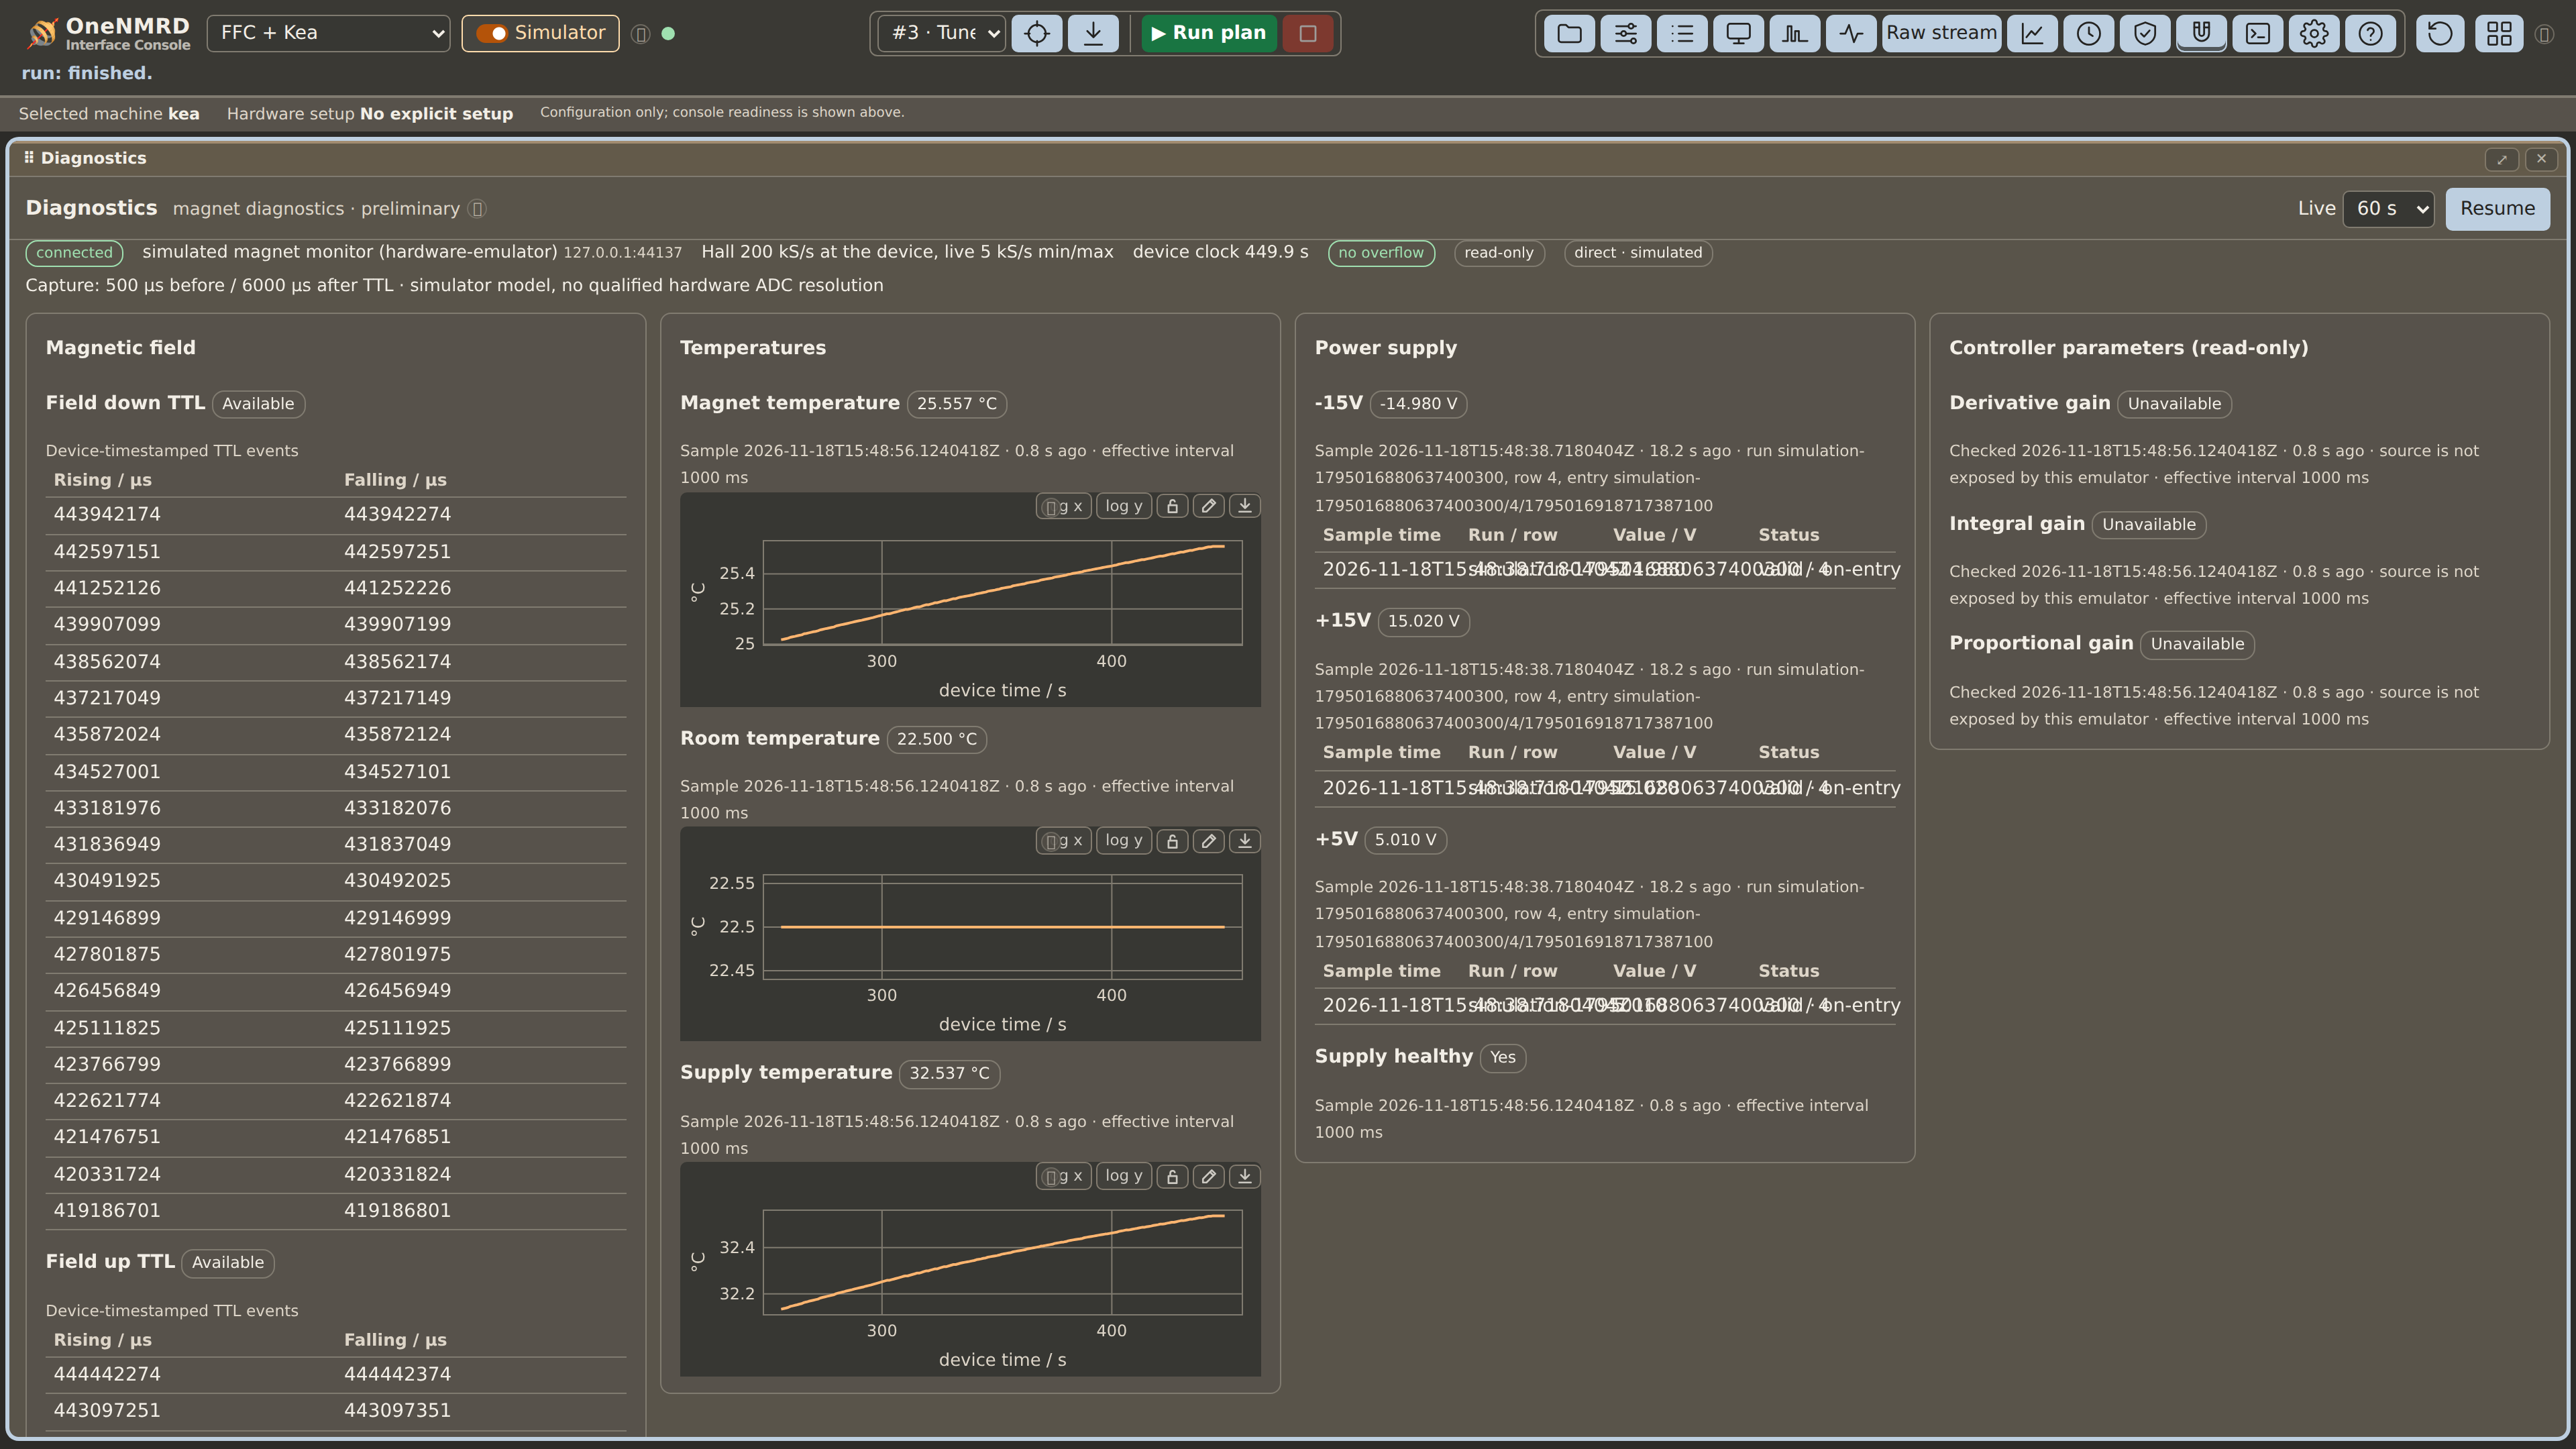 OneNMRD
Interface Console
FFC + Kea
Simulator
#3 · Tune
▶ Run plan
Raw stream
run: finished.
Selected machine kea
Hardware setup No explicit setup
Configuration only; console readiness is shown above.
Diagnostics
Diagnostics magnet diagnostics · preliminary
Live 60 s Resume
connected simulated magnet monitor (hardware-emulator) 127.0.0.1:44137 Hall 200 kS/s at the device, live 5 kS/s min/max device clock 449.9 s no overflow read-only direct · simulated
Capture: 500 µs before / 6000 µs after TTL · simulator model, no qualified hardware ADC resolution
Magnetic field
Field down TTL Available
Device-timestamped TTL events
Rising / µs Falling / µs
443942174 443942274
442597151 442597251
441252126 441252226
439907099 439907199
438562074 438562174
437217049 437217149
435872024 435872124
434527001 434527101
433181976 433182076
431836949 431837049
430491925 430492025
429146899 429146999
427801875 427801975
426456849 426456949
425111825 425111925
423766799 423766899
422621774 422621874
421476751 421476851
420331724 420331824
419186701 419186801
Field up TTL Available
Device-timestamped TTL events
Rising / µs Falling / µs
444442274 444442374
443097251 443097351
Temperatures
Magnet temperature 25.557 °C
Sample 2026-11-18T15:48:56.1240418Z · 0.8 s ago · effective interval
1000 ms
g x log y
25.4
25.2
25
°C
300 400
device time / s
Room temperature 22.500 °C
Sample 2026-11-18T15:48:56.1240418Z · 0.8 s ago · effective interval
1000 ms
g x log y
22.55
22.5
22.45
°C
300 400
device time / s
Supply temperature 32.537 °C
Sample 2026-11-18T15:48:56.1240418Z · 0.8 s ago · effective interval
1000 ms
g x log y
32.4
32.2
°C
300 400
device time / s
Power supply
-15V -14.980 V
Sample 2026-11-18T15:48:38.7180404Z · 18.2 s ago · run simulation-
1795016880637400300, row 4, entry simulation-
1795016880637400300/4/1795016918717387100
Sample time Run / row Value / V Status
2026-11-18T15:48:38.7180404Z
+15V 15.020 V
Sample 2026-11-18T15:48:38.7180404Z · 18.2 s ago · run simulation-
1795016880637400300, row 4, entry simulation-
1795016880637400300/4/1795016918717387100
Sample time Run / row Value / V Status
2026-11-18T15:48:38.7180404Z
+5V 5.010 V
Sample 2026-11-18T15:48:38.7180404Z · 18.2 s ago · run simulation-
1795016880637400300, row 4, entry simulation-
1795016880637400300/4/1795016918717387100
Sample time Run / row Value / V Status
2026-11-18T15:48:38.7180404Z
Supply healthy Yes
Sample 2026-11-18T15:48:56.1240418Z · 0.8 s ago · effective interval
1000 ms
Controller parameters (read-only)
Derivative gain Unavailable
Checked 2026-11-18T15:48:56.1240418Z · 0.8 s ago · source is not
exposed by this emulator · effective interval 1000 ms
Integral gain Unavailable
Checked 2026-11-18T15:48:56.1240418Z · 0.8 s ago · source is not
exposed by this emulator · effective interval 1000 ms
Proportional gain Unavailable
Checked 2026-11-18T15:48:56.1240418Z · 0.8 s ago · source is not
exposed by this emulator · effective interval 1000 ms